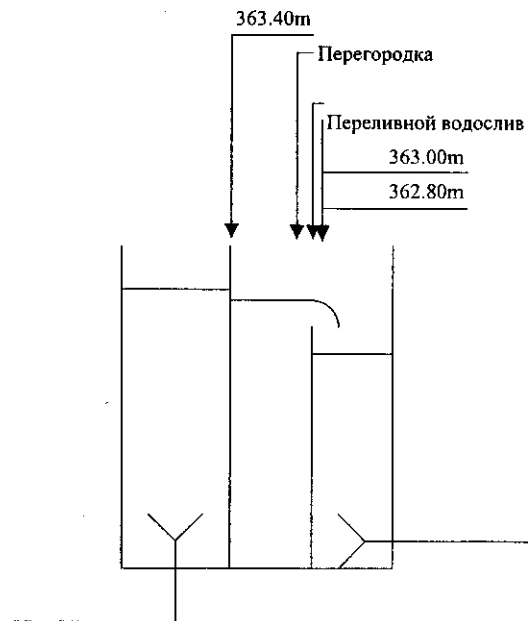 363.40m
Перегородка
Переливной водослив
363.00m
362.80m